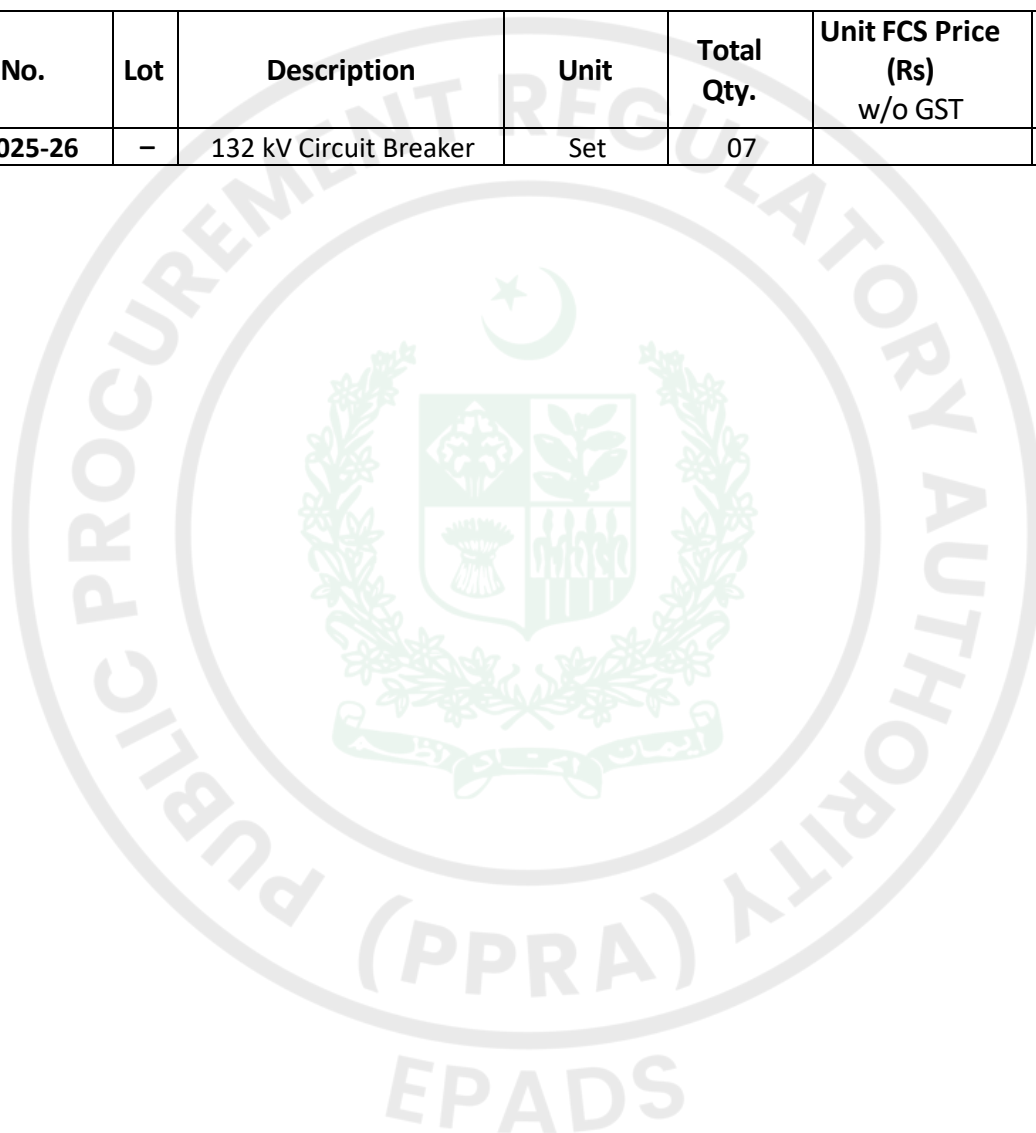 No. Lot Description Unit Total Qty. Unit FCS Price (Rs) w/o GST
025-26 – 132 kV Circuit Breaker Set 07
PUBLIC PROCUREMENT REGULATORY AUTHORITY
(PPRA)
EPADS